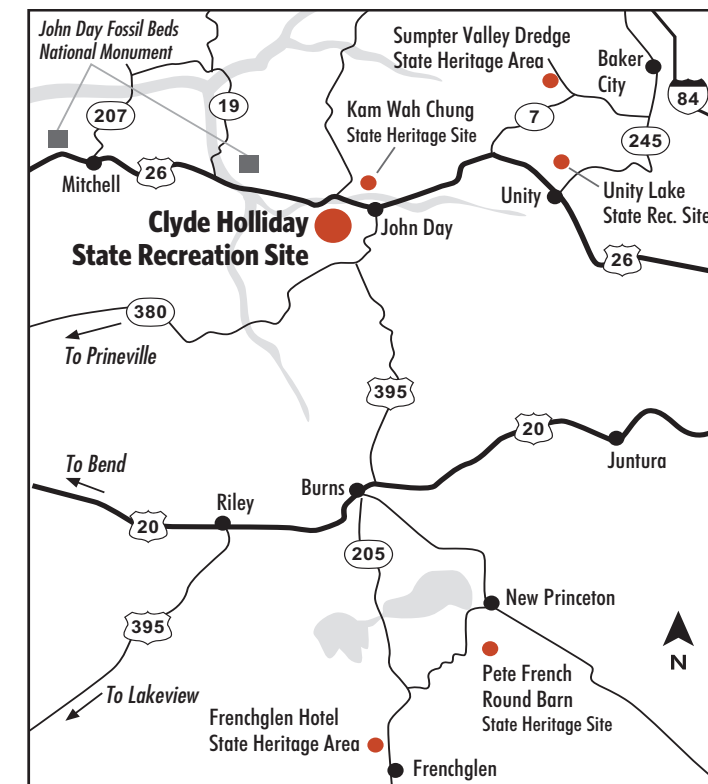 John Day Fossil Beds
National Monument
Sumpter Valley Dredge
State Heritage Area
Baker
City
84
207
19
Kam Wah Chung
State Heritage Site
7
245
Mitchell
26
Unity
Unity Lake
State Rec. Site
Clyde Holliday
State Recreation Site
John Day
26
380
To Prineville
395
20
Juntura
To Bend
Riley
Burns
20
205
New Princeton
395
N
Pete French
Round Barn
State Heritage Site
To Lakeview
Frenchglen Hotel
State Heritage Area
Frenchglen